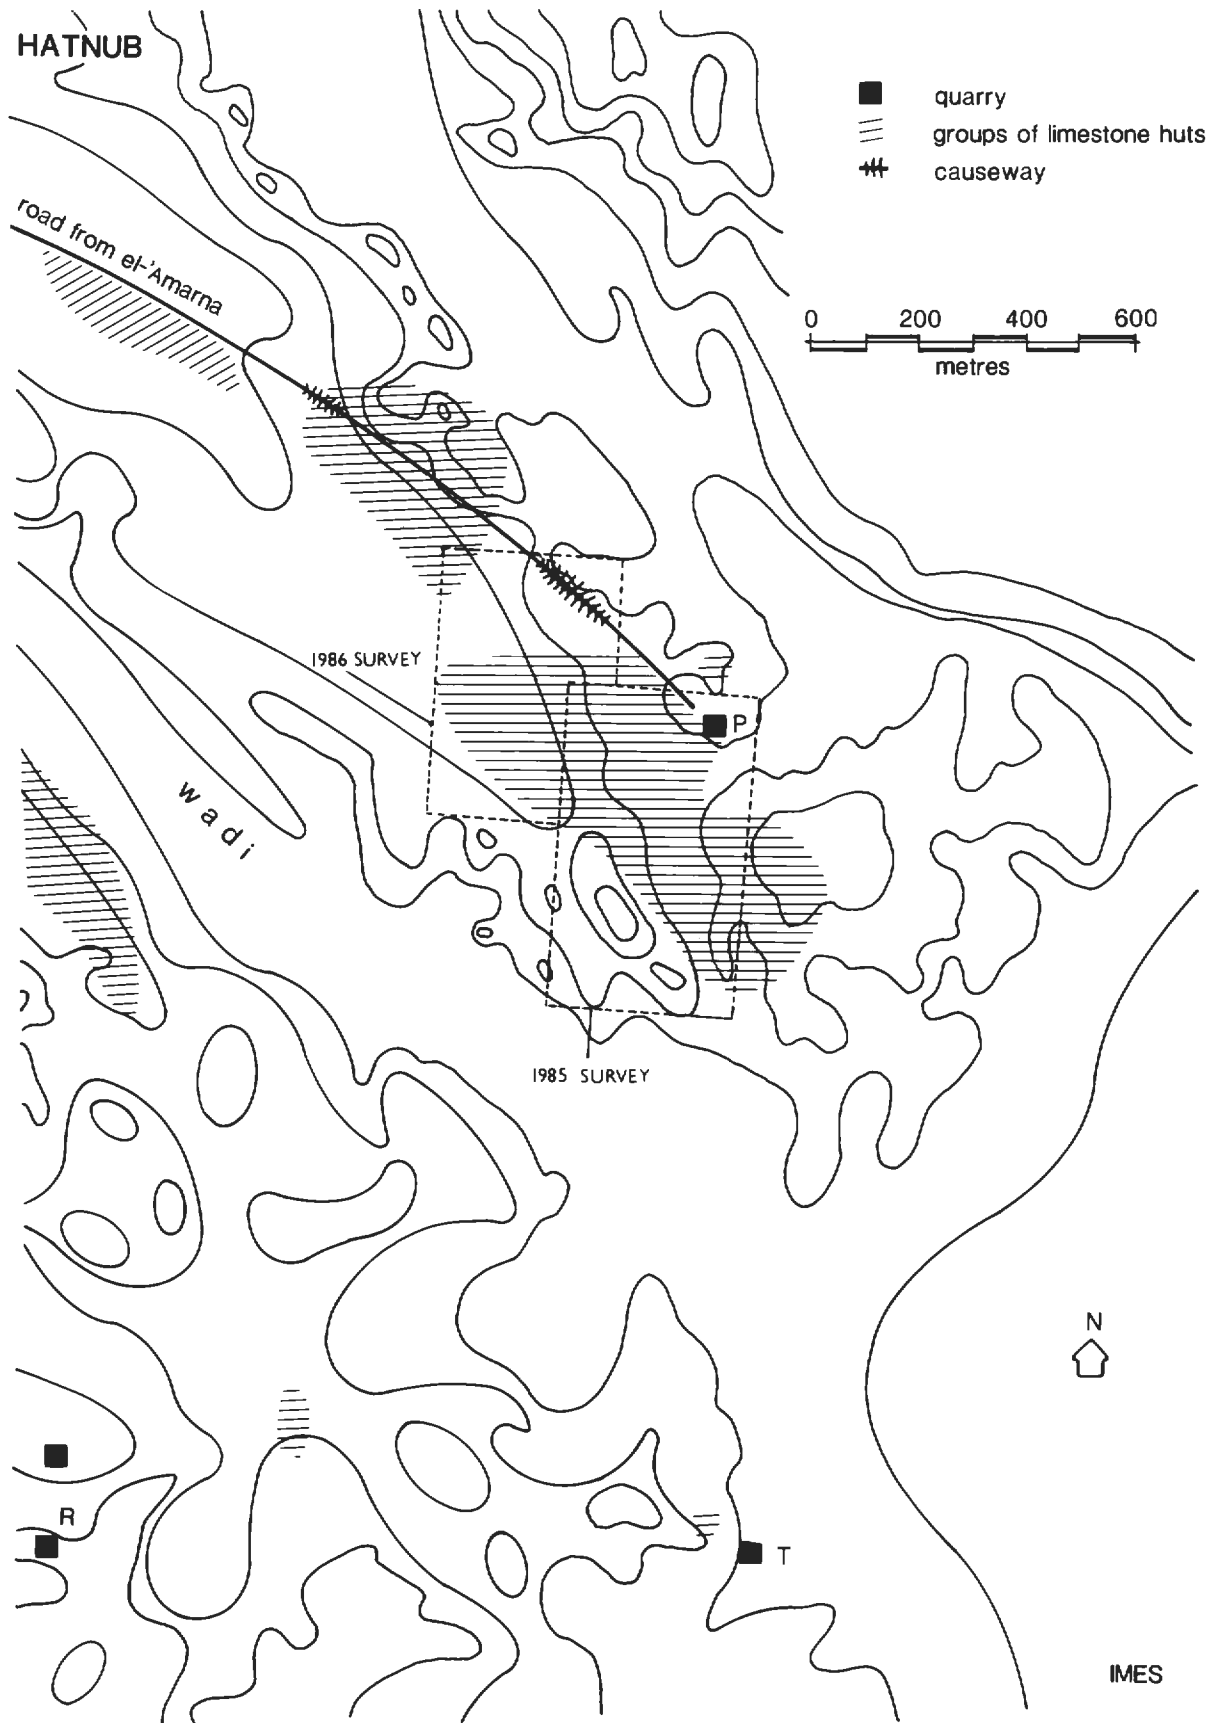 HATNUB
quarry
groups of limestone huts
causeway
road from el-'Amarna
0 200 400 600
metres
1986 SURVEY
P
wadi
1985 SURVEY
N
R
T
IMES